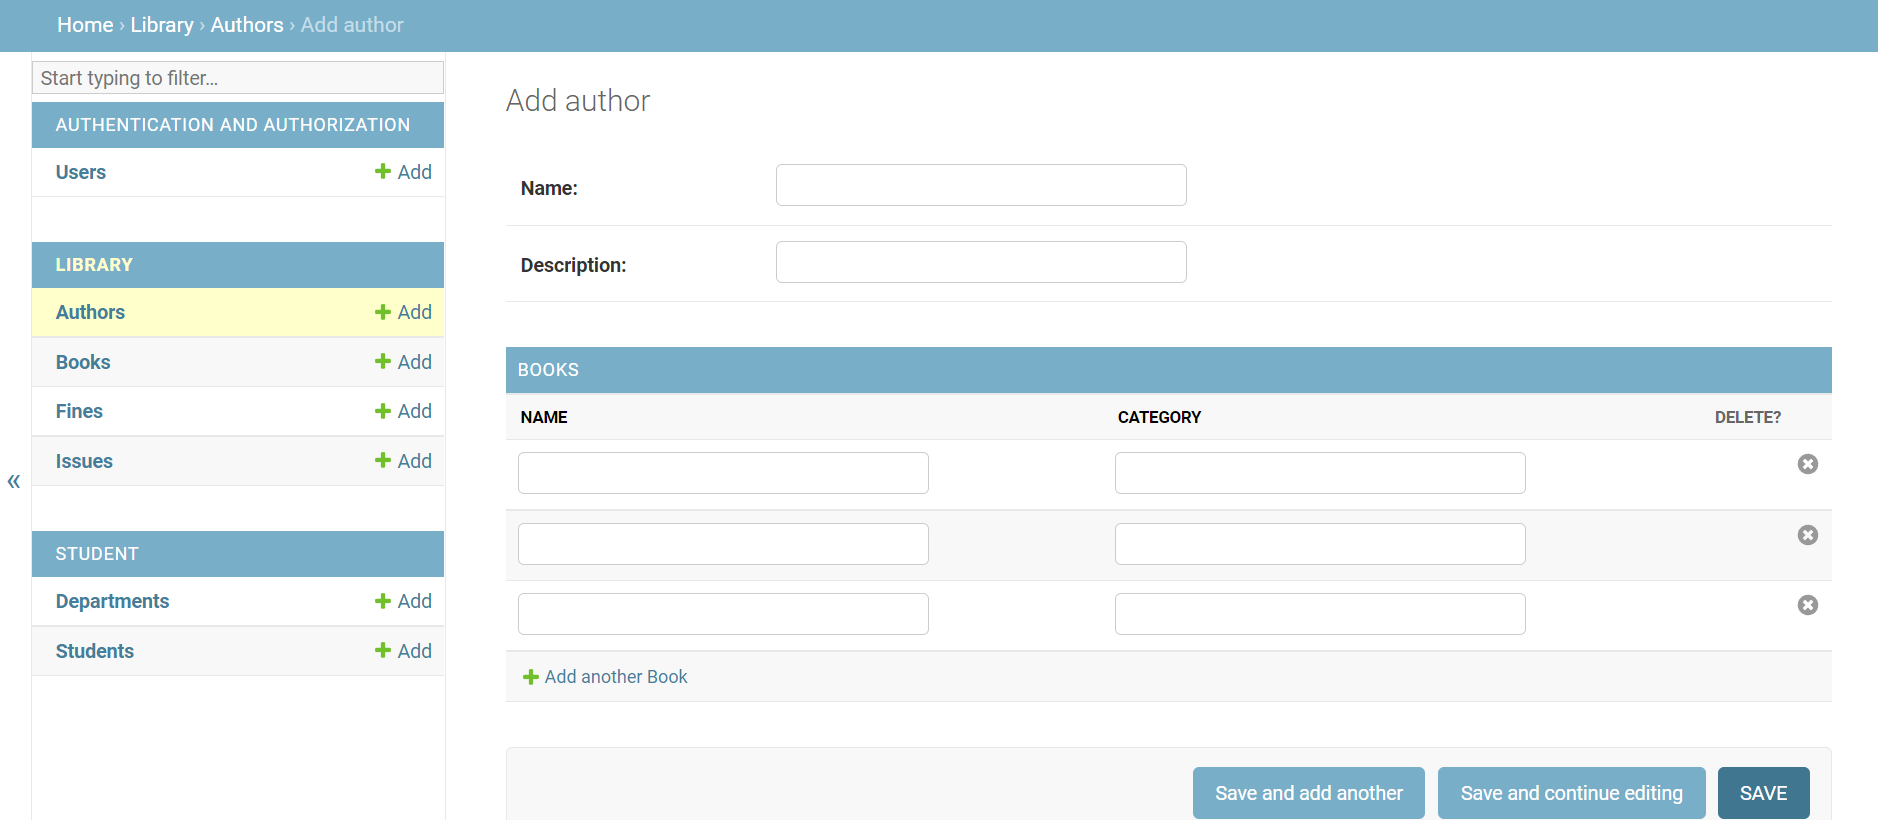 Home › Library › Authors › Add author
Start typing to filter...
AUTHENTICATION AND AUTHORIZATION
Users Add
LIBRARY
Authors Add
Books Add
Fines Add
Issues Add
«
STUDENT
Departments Add
Students Add
Add author
Name:
Description:
BOOKS
NAME CATEGORY DELETE?
Add another Book
Save and add another Save and continue editing SAVE